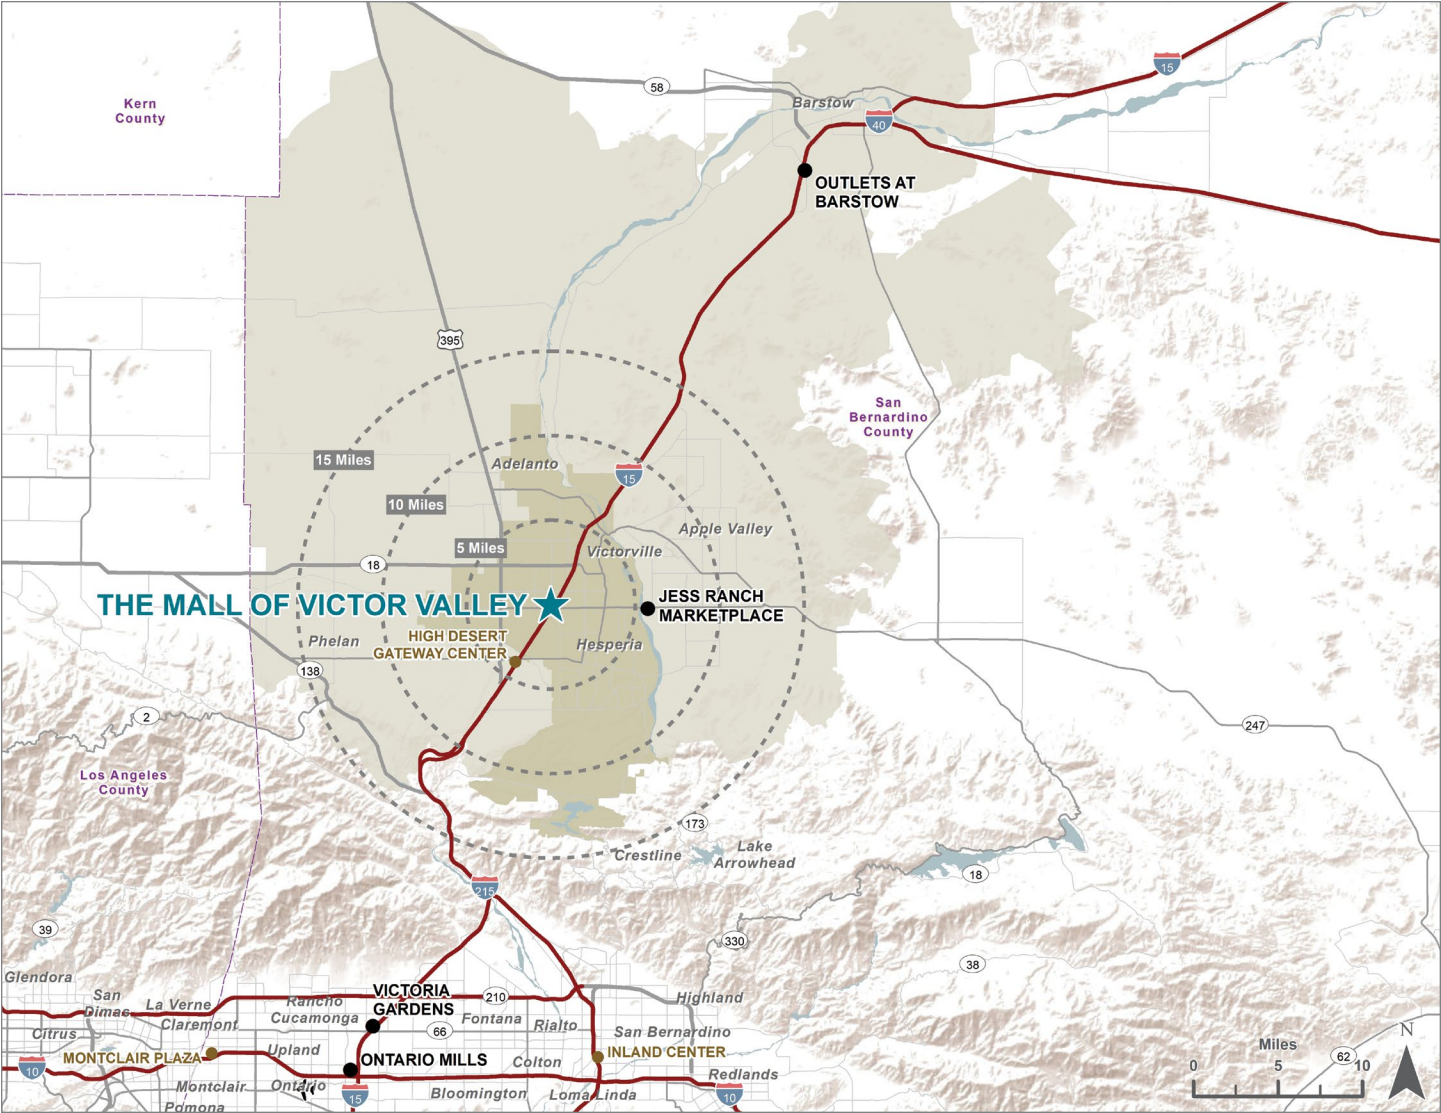 15
58
Kern
County
Barstow
40
OUTLETS AT
BARSTOW
395
San
Bernardino
County
15 Miles
Adelanto
15
10 Miles
Apple Valley
5 Miles
Victorville
18
THE MALL OF VICTOR VALLEY
JESS RANCH
MARKETPLACE
HIGH DESERT
GATEWAY CENTER
Phelan
Hesperia
138
2
247
Los Angeles
County
173
Crestline
Lake
Arrowhead
18
215
39
330
38
Glendora
San
Dimas
La Verne
Claremont
Rancho
Cucamonga
VICTORIA
GARDENS
210
Fontana
Rialto
Highland
Citrus
66
San Bernardino
N
Miles
0
5
10
62
MONTCLAIR PLAZA
Upland
ONTARIO MILLS
INLAND CENTER
Colton
10
Redlands
Montclair
Ontario
15
Bloomington
Loma Linda
10
Pomona